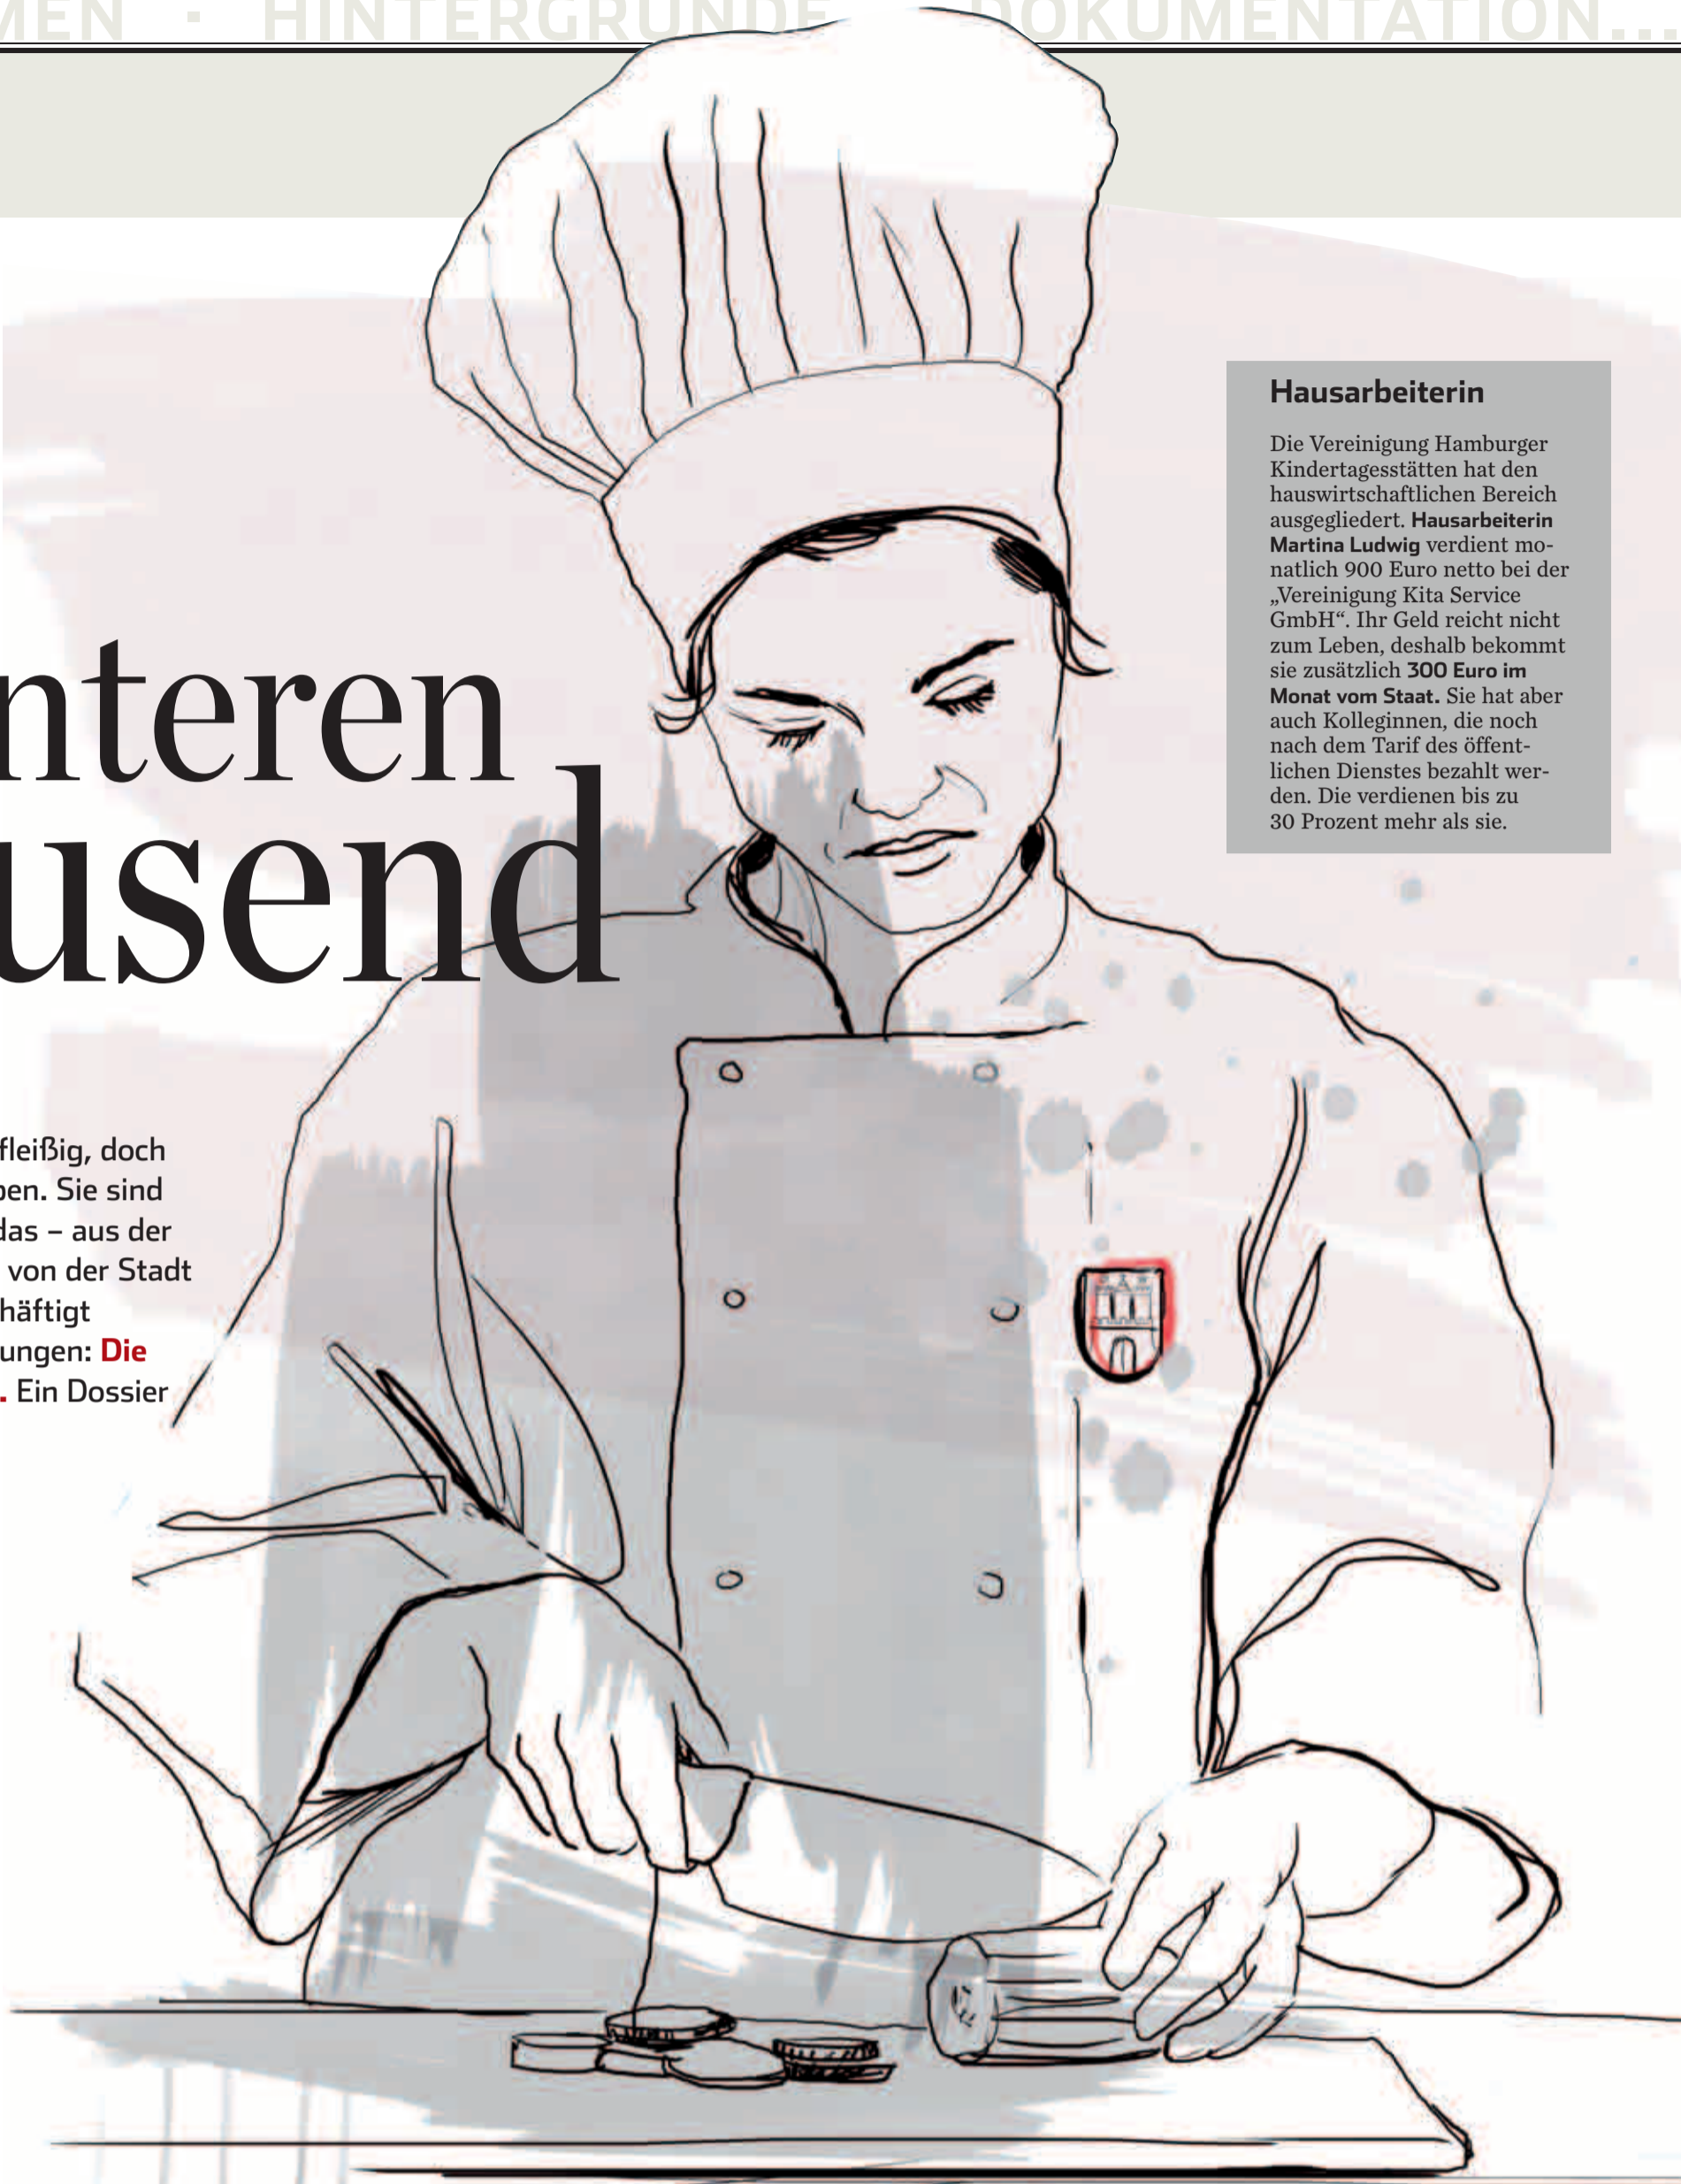 MEN · HINTERGRÜNDE DOKUMENTATION...
nteren
usend
fleißig, doch
ben. Sie sind
das – aus der
von der Stadt
häftigt
ungen: Die
. Ein Dossier
Hausarbeiterin
Die Vereinigung Hamburger
Kindertagesstätten hat den
hauswirtschaftlichen Bereich
ausgegliedert. Hausarbeiterin
Martina Ludwig verdient mo-
natlich 900 Euro netto bei der
„Vereinigung Kita Service
GmbH“. Ihr Geld reicht nicht
zum Leben, deshalb bekommt
sie zusätzlich 300 Euro im
Monat vom Staat. Sie hat aber
auch Kolleginnen, die noch
nach dem Tarif des öffent-
lichen Dienstes bezahlt wer-
den. Die verdienen bis zu
30 Prozent mehr als sie.